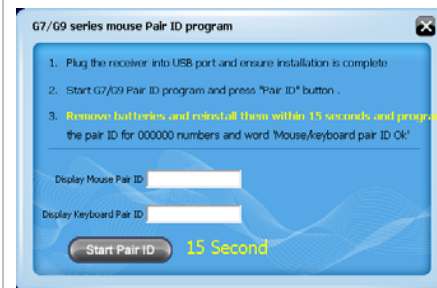 G7/G9 series mouse Pair ID program
1. Plug the receiver into USB port and ensure installation is complete
2. Start G7/G9 Pair ID program and press "Pair ID" button .
3. Remove batteries and reinstall them within 15 seconds and progra
the pair ID for 000000 numbers and word 'Mouse/keyboard pair ID Ok'
Display Mouse Pair ID
Display Keyboard Pair ID
Start Pair ID 15 Second